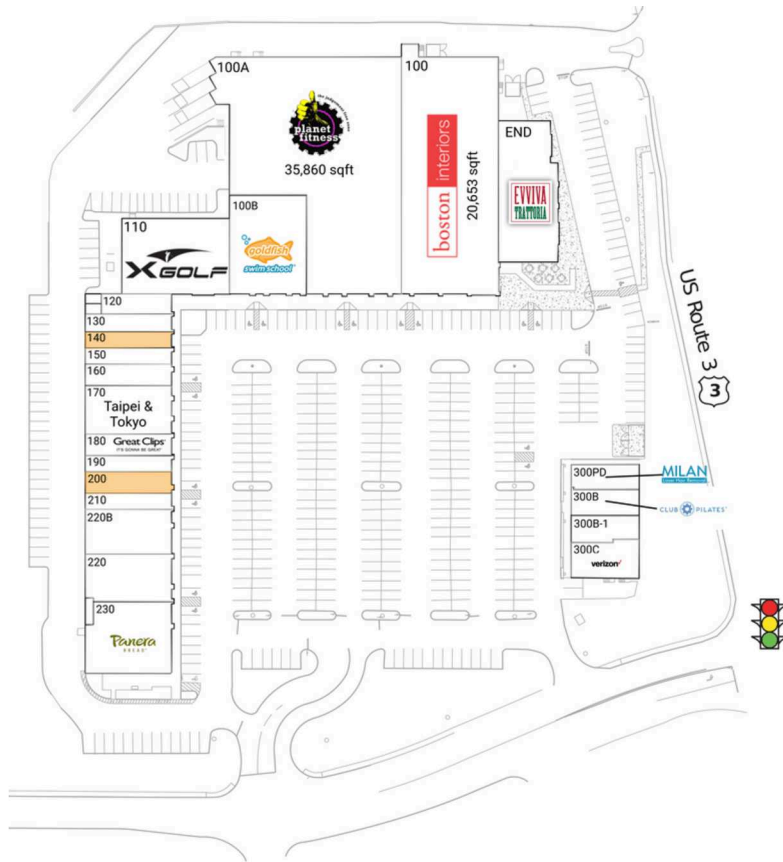 100A
planet
fitness
35,860 sqft
100
boston interiors
20,653 sqft
END
EVVIVA
TRATTORIA
100B
goldfish
swim school
110
XGOLF
120
130
140
150
160
170
Taipei &
Tokyo
180 Great Clips
IT'S GONNA BE GREAT
190
200
210
220B
220
230
Panera
BREAD
US Route 3
3
300PD
MILAN
Laser Hair Removal
300B
CLUB PILATES
300B-1
300C
verizon